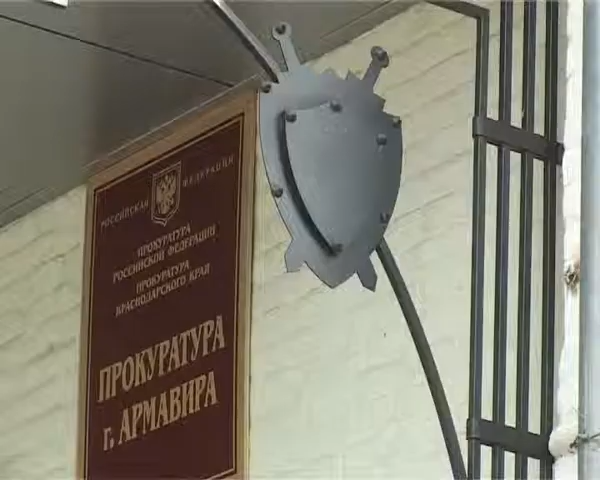 РОССИЙСКАЯ ФЕДЕРАЦИЯ
ПРОКУРАТУРА
РОССИЙСКОЙ ФЕДЕРАЦИИ
ПРОКУРАТУРА
КРАСНОДАРСКОГО КРАЯ
ПРОКУРАТУРА
г. АРМАВИРА